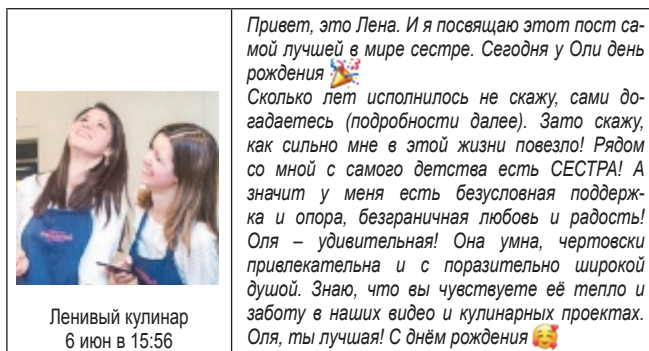 Привет, это Лена. И я посвящаю этот пост са-
мой лучшей в мире сестре. Сегодня у Оли день
рождения 🎉
Сколько лет исполнилось не скажу, сами до-
гадаетесь (подробности далее). Зато скажу,
как сильно мне в этой жизни повезло! Рядом
со мной с самого детства есть СЕСТРА! А
значит у меня есть безусловная поддерж-
ка и опора, безграничная любовь и радость!
Оля – удивительная! Она умна, чертовски
привлекательна и с поразительно широкой
душой. Знаю, что вы чувствуете её тепло и
заботу в наших видео и кулинарных проектах.
Оля, ты лучшая! С днём рождения 🥰
Ленивый кулинар
6 июн в 15:56